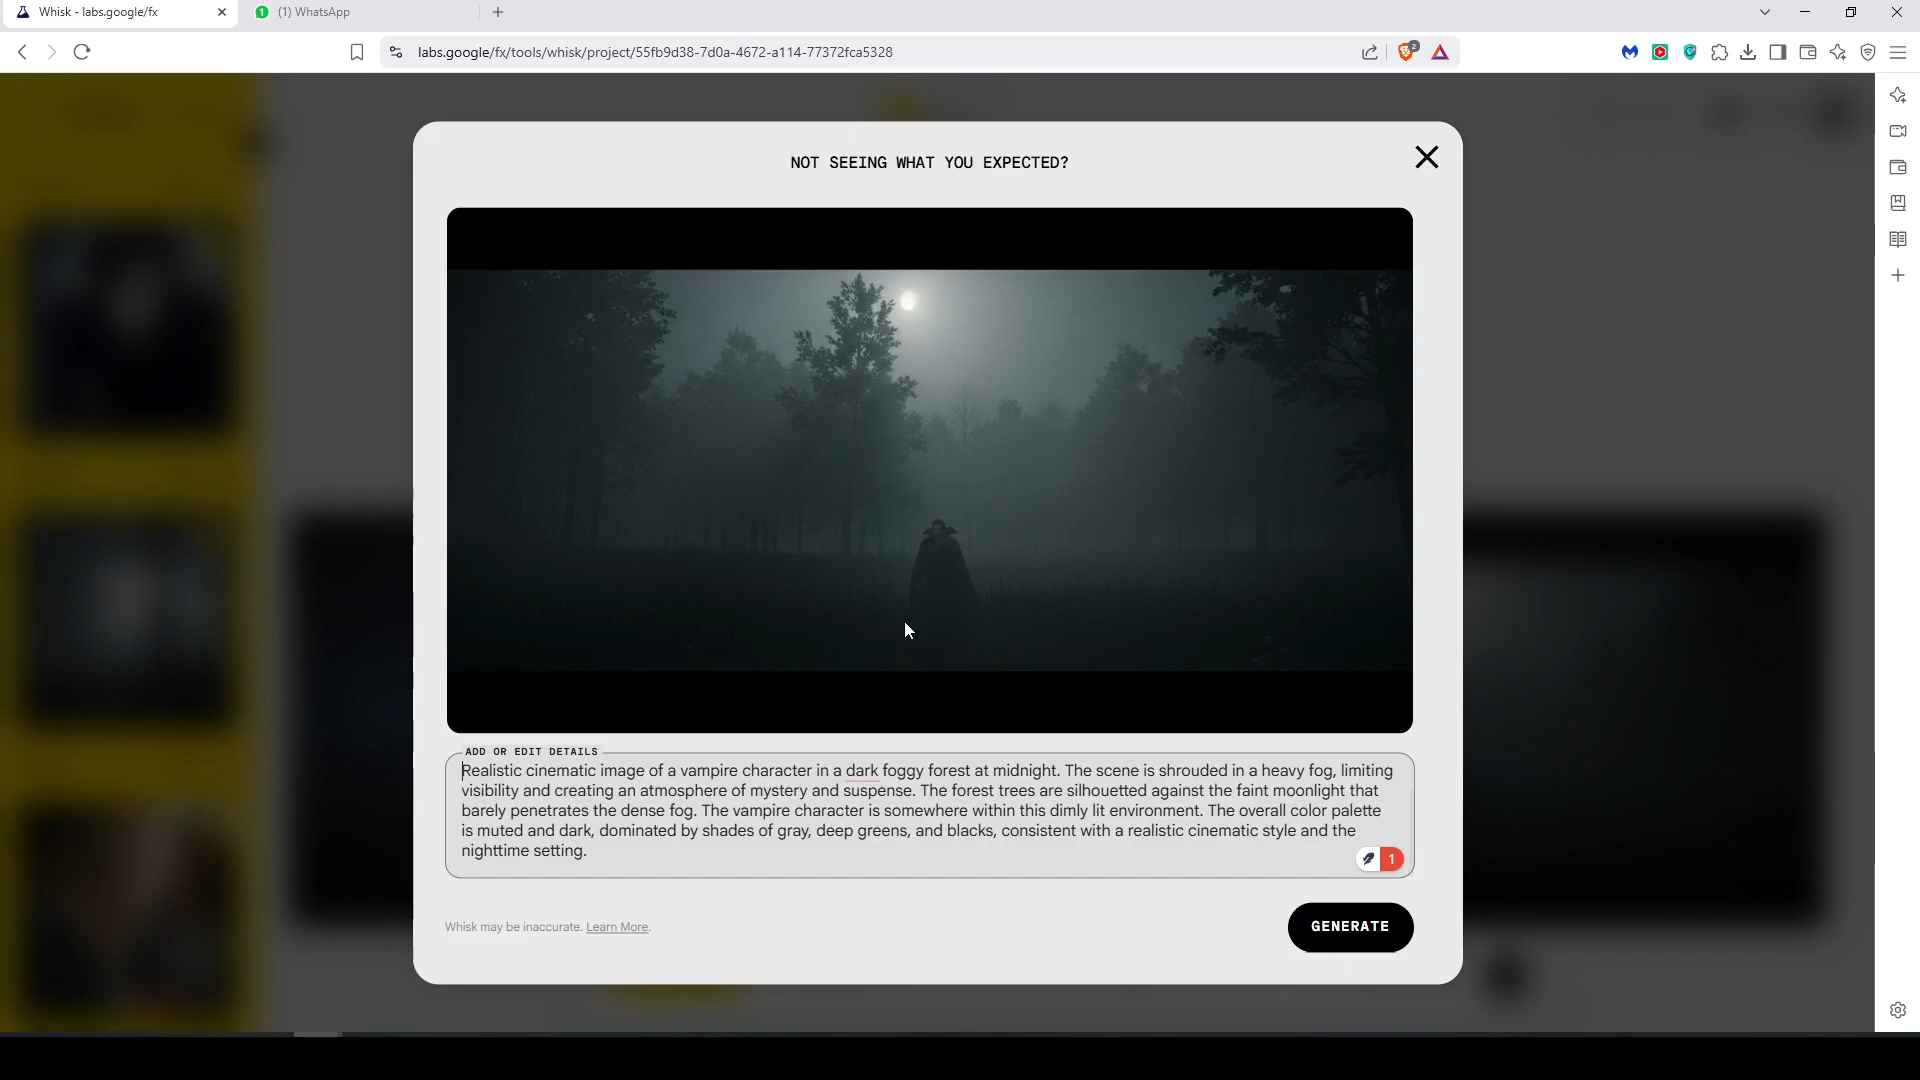 Whisk - labs.google/fx
1
(1) WhatsApp
labs.google/fx/tools/whisk/project/55fb9d38-7d0a-4672-a114-77372fca5328
2
NOT SEEING WHAT YOU EXPECTED?
ADD OR EDIT DETAILS
Realistic cinematic image of a vampire character in a dark foggy forest at midnight. The scene is shrouded in a heavy fog, limiting
visibility and creating an atmosphere of mystery and suspense. The forest trees are silhouetted against the faint moonlight that
barely penetrates the dense fog. The vampire character is somewhere within this dimly lit environment. The overall color palette
is muted and dark, dominated by shades of gray, deep greens, and blacks, consistent with a realistic cinematic style and the
nighttime setting.
1
Whisk may be inaccurate. Learn More.
GENERATE